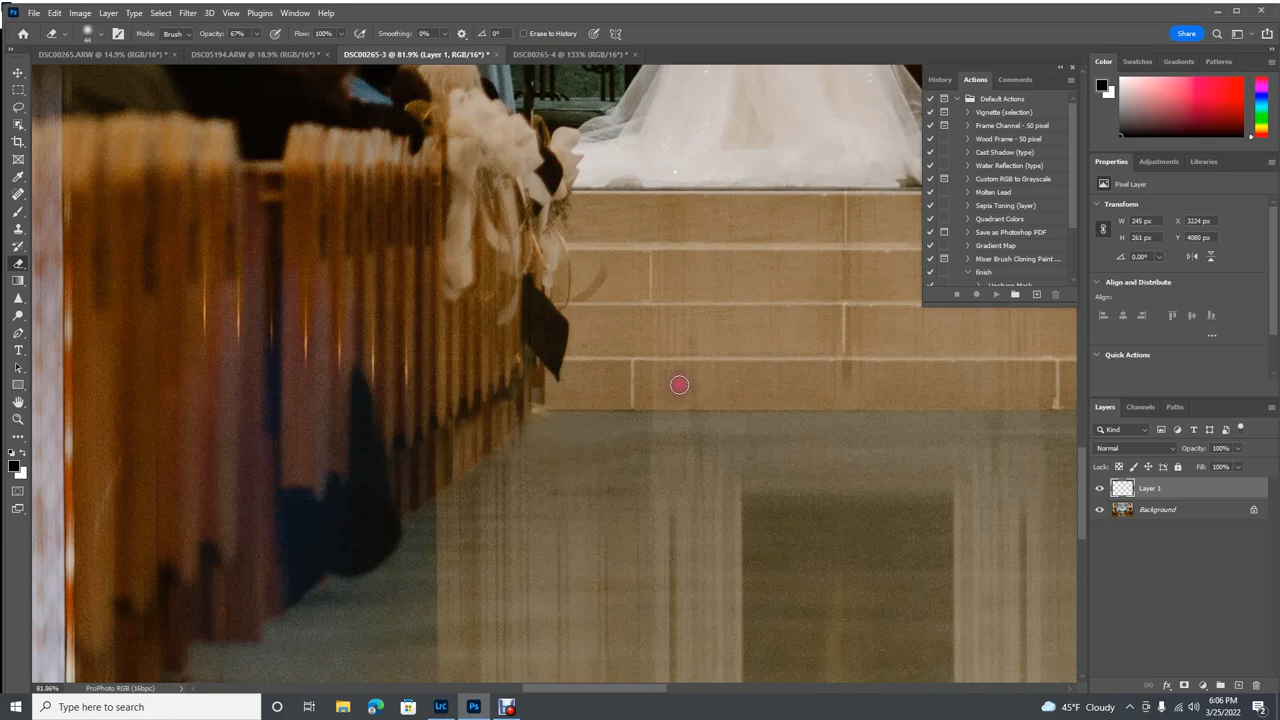 File Edit Image Layer Type Select Filter 3D View Plugins Window Help
44 Mode: Brush Opacity: 67% Flow: 100% Smoothing: 0% 0° Erase to History Share
DSC00265.ARW @ 14.9% (RGB/16*) * × DSC05194.ARW @ 18.9% (RGB/16*) * × DSC00265-3 @ 81.9% (Layer 1, RGB/16*) * × DSC00265-4 @ 133% (RGB/16*) * ×
Color Swatches Gradients Patterns
History Actions Comments
Default Actions
Vignette (selection)
Frame Channel - 50 pixel
Wood Frame - 50 pixel
Cast Shadow (type)
Water Reflection (type)
Custom RGB to Grayscale
Molten Lead
Sepia Toning (layer)
Quadrant Colors
Save as Photoshop PDF
Gradient Map
Mixer Brush Cloning Paint ...
finish
Unsharp Mask
Properties Adjustments Libraries
Pixel Layer
Transform
W 245 px X 3224 px
H 261 px Y 4080 px
0.00°
Align and Distribute
Align:
Quick Actions
Layers Channels Paths
Kind
Normal Opacity: 100%
Lock: Fill: 100%
Layer 1
Background
81.86% ProPhoto RGB (16bpc)
Type here to search
LrC Ps
45°F Cloudy
6:06 PM
3/25/2022
2